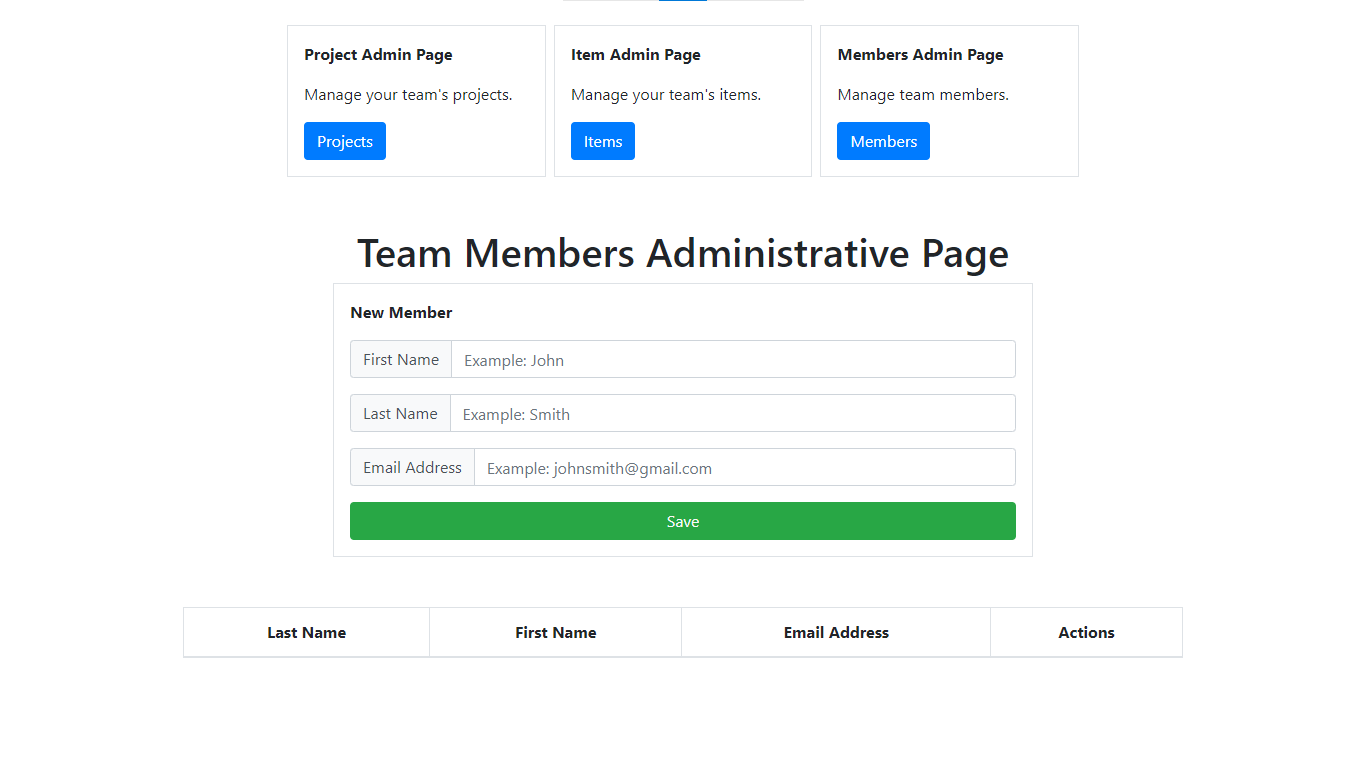 Project Admin Page
Manage your team's projects.
Projects
Item Admin Page
Manage your team's items.
Items
Members Admin Page
Manage team members.
Members
Team Members Administrative Page
New Member
First Name Example: John
Last Name Example: Smith
Email Address Example: johnsmith@gmail.com
Save
Last Name First Name Email Address Actions